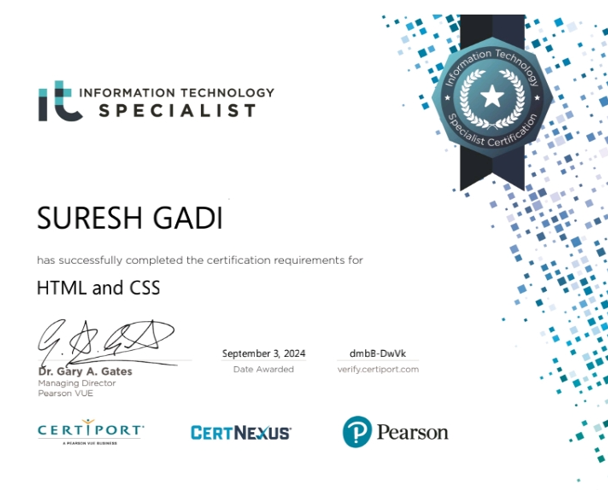 it INFORMATION TECHNOLOGY
SPECIALIST
Information Technology
Specialist Certification
SURESH GADI
has successfully completed the certification requirements for
HTML and CSS
Dr. Gary A. Gates
Managing Director
Pearson VUE
September 3, 2024
Date Awarded
dmbB-DwVk
verify.certiport.com
CERTIPORT
A PEARSON VUE BUSINESS
CERTNEXUS
Pearson